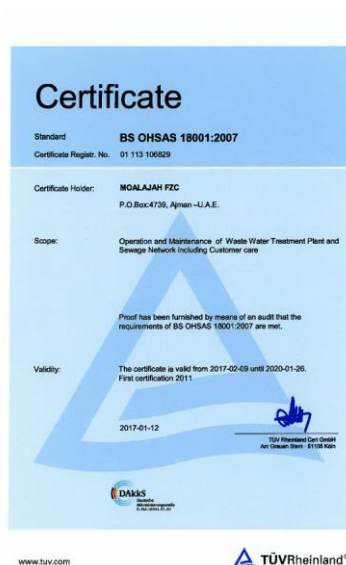 Certificate
Standard BS OHSAS 18001:2007
Certificate Registr. No. 01 113 106829
Certificate Holder: MOALAJAH FZC
P.O.Box:4739, Ajman –U.A.E.
Scope: Operation and Maintenance of Waste Water Treatment Plant and
Sewage Network Including Customer care
Proof has been furnished by means of an audit that the
requirements of BS OHSAS 18001:2007 are met.
Validity: The certificate is valid from 2017-02-09 until 2020-01-26.
First certification 2011
2017-01-12
TÜV Rheinland Cert GmbH
Am Grauen Stein · 51105 Köln
DAkkS
Deutsche
Akkreditierungsstelle
www.tuv.com
TÜVRheinland®